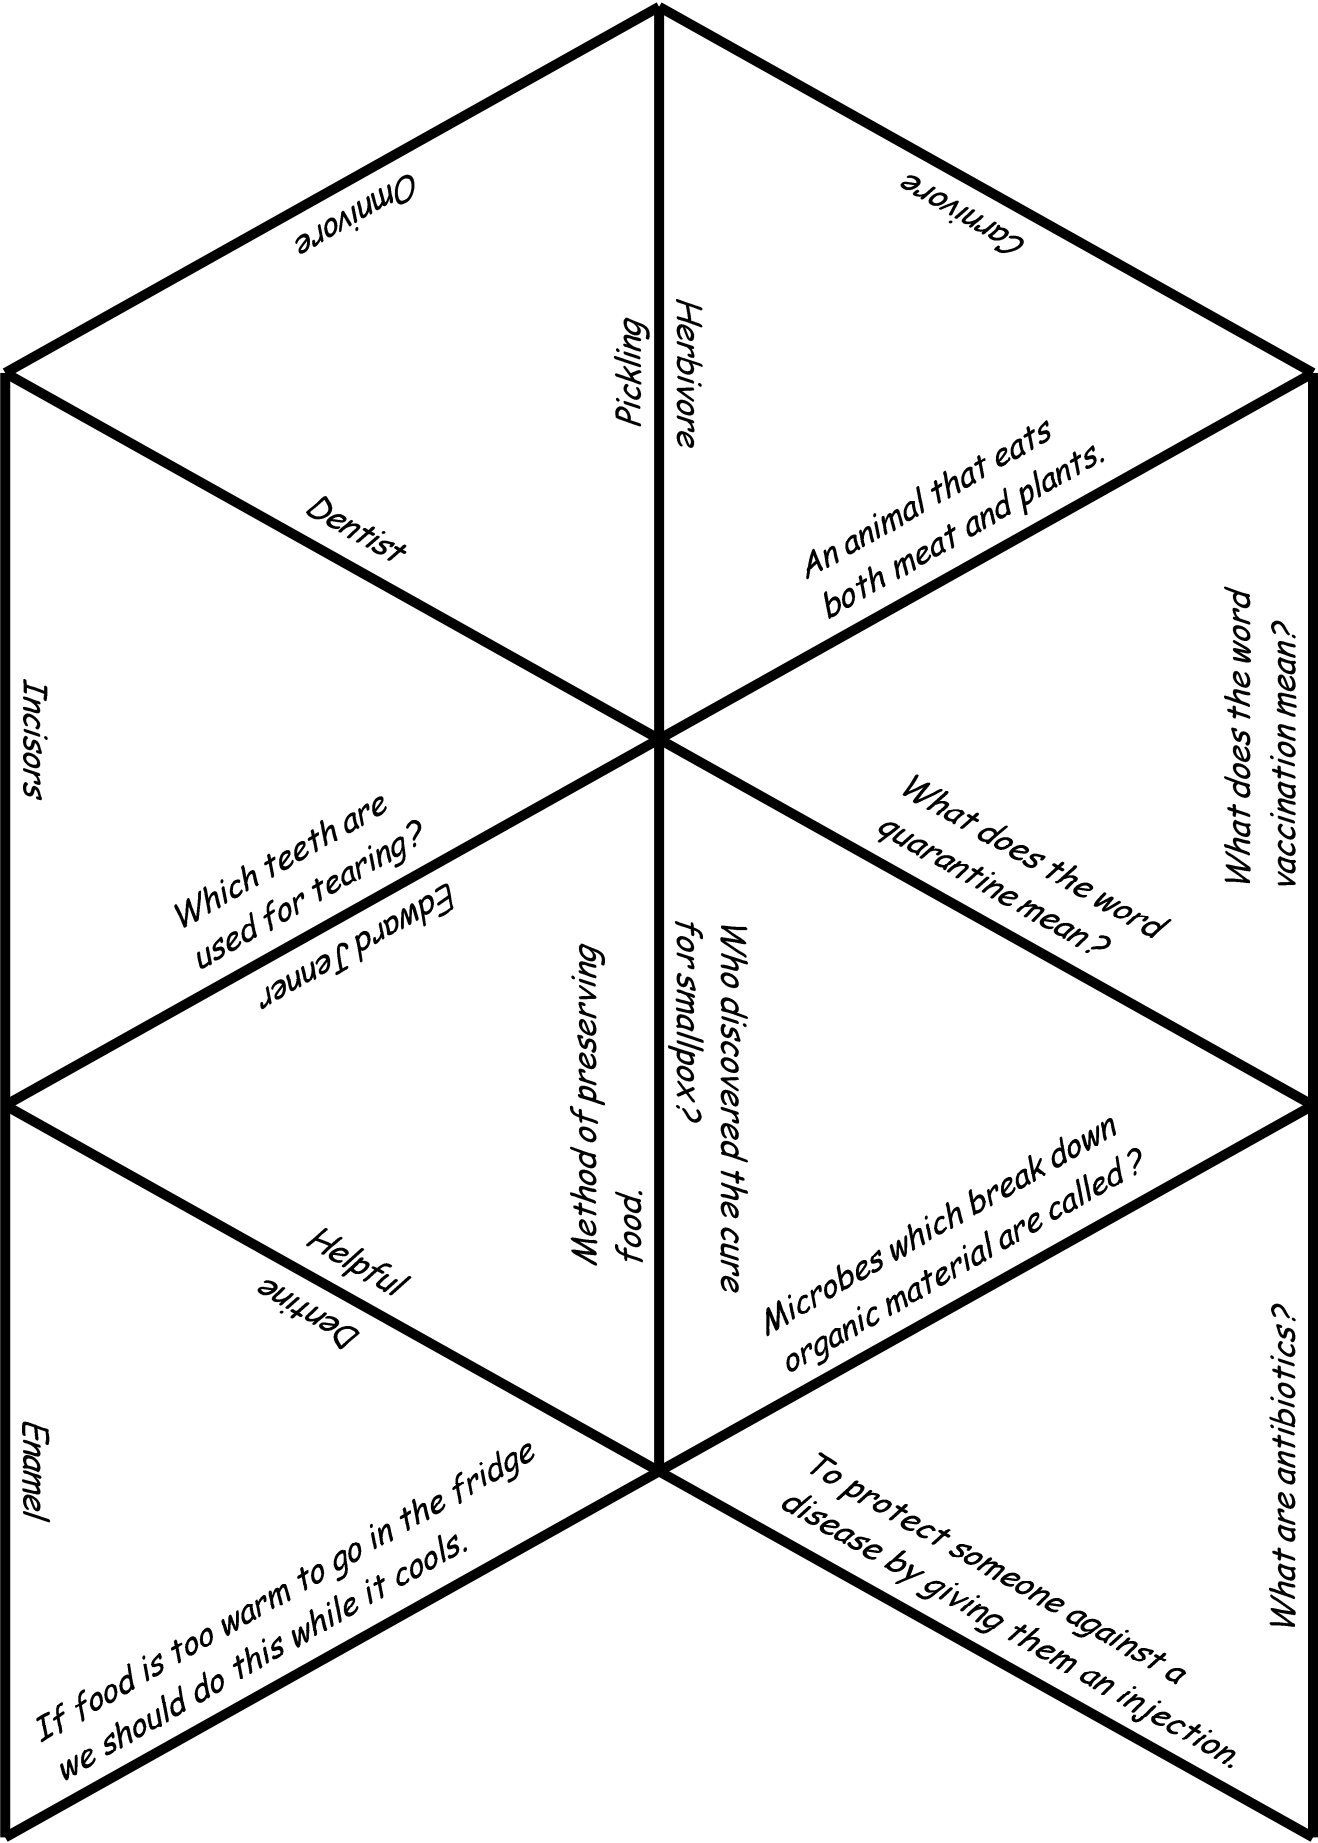 Omnivore
Carnivore
Pickling
Herbivore
Dentist
An animal that eats
both meat and plants.
Incisors
What does the word
vaccination mean?
Which teeth are
used for tearing?
What does the word
quarantine mean?
Edward Jenner
Method of preserving
food.
Who discovered the cure
for smallpox?
Helpful
Microbes which break down
organic material are called ?
Dentine
Enamel
What are antibiotics?
If food is too warm to go in the fridge
we should do this while it cools.
To protect someone against a
disease by giving them an injection.